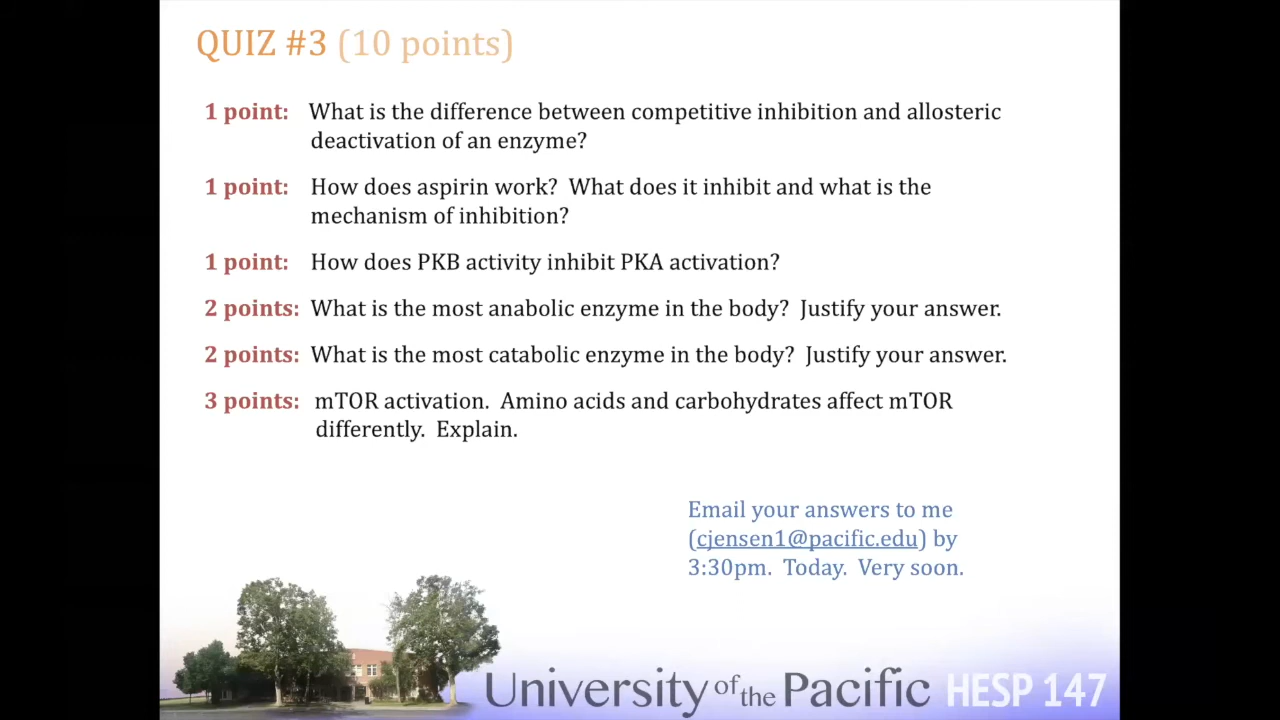 QUIZ #3 (10 points)
1 point: What is the difference between competitive inhibition and allosteric
deactivation of an enzyme?
1 point: How does aspirin work? What does it inhibit and what is the
mechanism of inhibition?
1 point: How does PKB activity inhibit PKA activation?
2 points: What is the most anabolic enzyme in the body? Justify your answer.
2 points: What is the most catabolic enzyme in the body? Justify your answer.
3 points: mTOR activation. Amino acids and carbohydrates affect mTOR
differently. Explain.
Email your answers to me
(cjensen1@pacific.edu) by
3:30pm. Today. Very soon.
University of the Pacific HESP 147